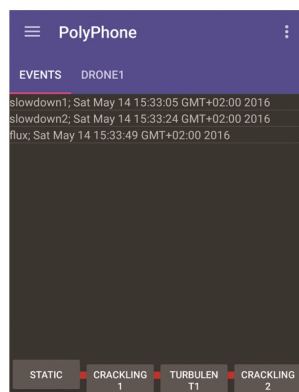 PolyPhone
EVENTS DRONE1
slowdown1; Sat May 14 15:33:05 GMT+02:00 2016
slowdown2; Sat May 14 15:33:24 GMT+02:00 2016
flux; Sat May 14 15:33:49 GMT+02:00 2016
STATIC CRACKLING TURBULEN CRACKLING
1 T1 2